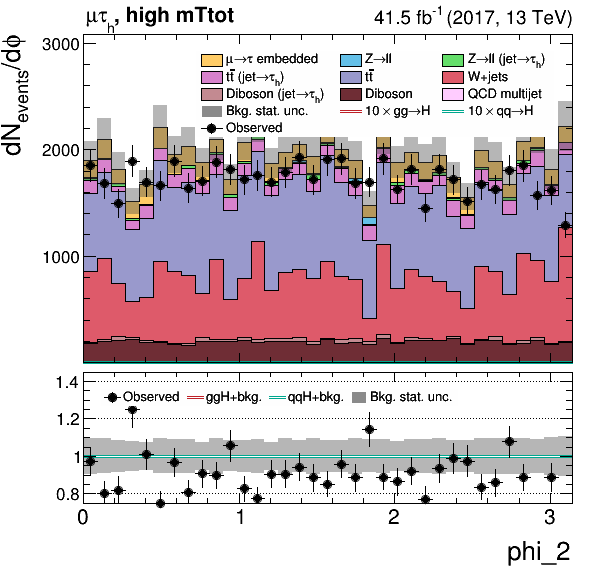 μτh, high mTtot 41.5 fb⁻¹ (2017, 13 TeV)
dNevents/dϕ
3000
2000
1000
μ→τ embedded Z→ll Z→ll (jet→τh)
tt̄ (jet→τh) tt̄ W+jets
Diboson (jet→τh) Diboson QCD multijet
Bkg. stat. unc. 10 × gg→H 10 × qq→H
Observed
1.4
1.2
1
0.8
Observed ggH+bkg. qqH+bkg. Bkg. stat. unc.
0 1 2 3
phi_2